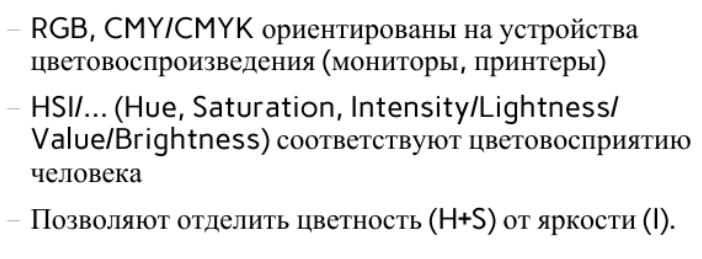 – RGB, CMY/CMYK ориентированы на устройства
цветовоспроизведения (мониторы, принтеры)
– HSI/... (Hue, Saturation, Intensity/Lightness/
Value/Brightness) соответствуют цветовосприятию
человека
– Позволяют отделить цветность (H+S) от яркости (I).